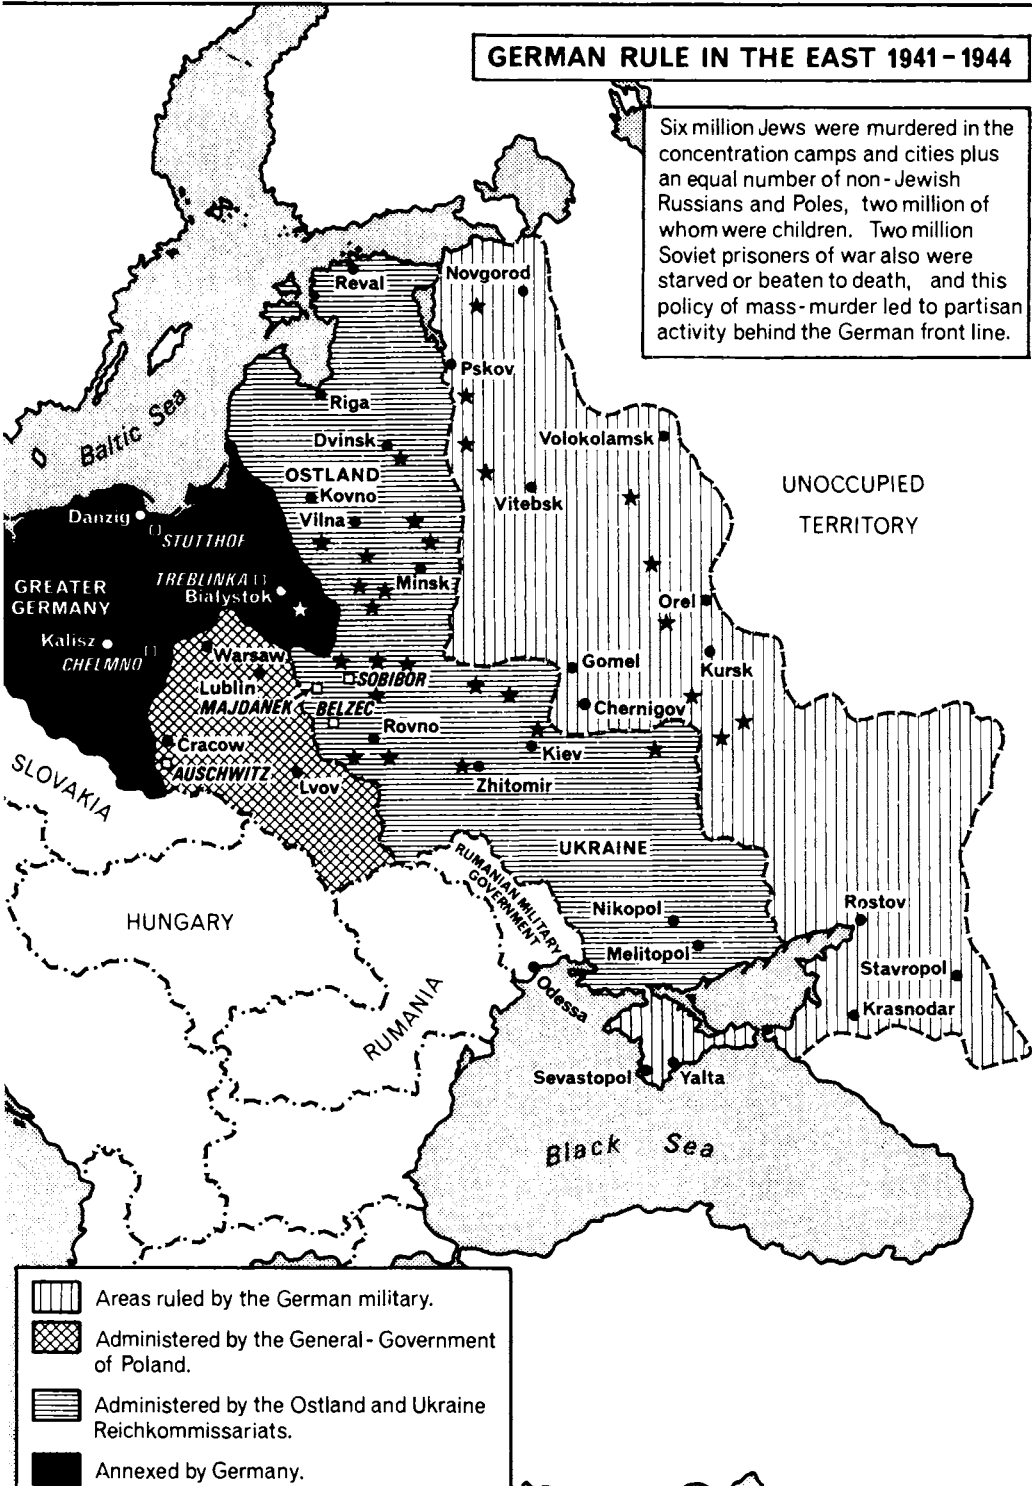 GERMAN RULE IN THE EAST 1941-1944
Six million Jews were murdered in the
concentration camps and cities plus
an equal number of non-Jewish
Russians and Poles, two million of
whom were children. Two million
Soviet prisoners of war also were
starved or beaten to death, and this
policy of mass-murder led to partisan
activity behind the German front line.
Novgorod
Reval
Pskov
Riga
Baltic Sea
Dvinsk
Volokolamsk
OSTLAND
Kovno
Vitebsk
UNOCCUPIED
TERRITORY
Danzig
Vilna
STUTTHOF
TREBLINKA
Minsk
GREATER
GERMANY
Bialystok
Orel
Kalisz
CHELMNO
Warsaw
Gomel
Kursk
SOBIBOR
Lublin
MAJDANEK
BELZEC
Chernigov
Rovno
Cracow
Kiev
SLOVAKIA
AUSCHWITZ
Lvov
Zhitomir
UKRAINE
RUMANIAN MILITARY
GOVERNMENT
HUNGARY
Nikopol
Rostov
Melitopol
Stavropol
Odessa
RUMANIA
Krasnodar
Sevastopol
Yalta
Black Sea
Areas ruled by the German military.
Administered by the General-Government
of Poland.
Administered by the Ostland and Ukraine
Reichkommissariats.
Annexed by Germany.